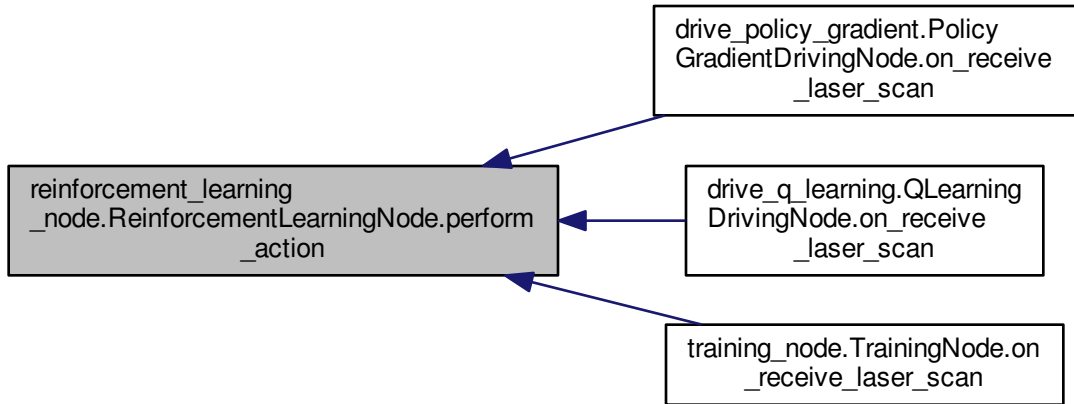 drive_policy_gradient.Policy
GradientDrivingNode.on_receive
_laser_scan
reinforcement_learning
_node.ReinforcementLearningNode.perform
_action
drive_q_learning.QLearning
DrivingNode.on_receive
_laser_scan
training_node.TrainingNode.on
_receive_laser_scan